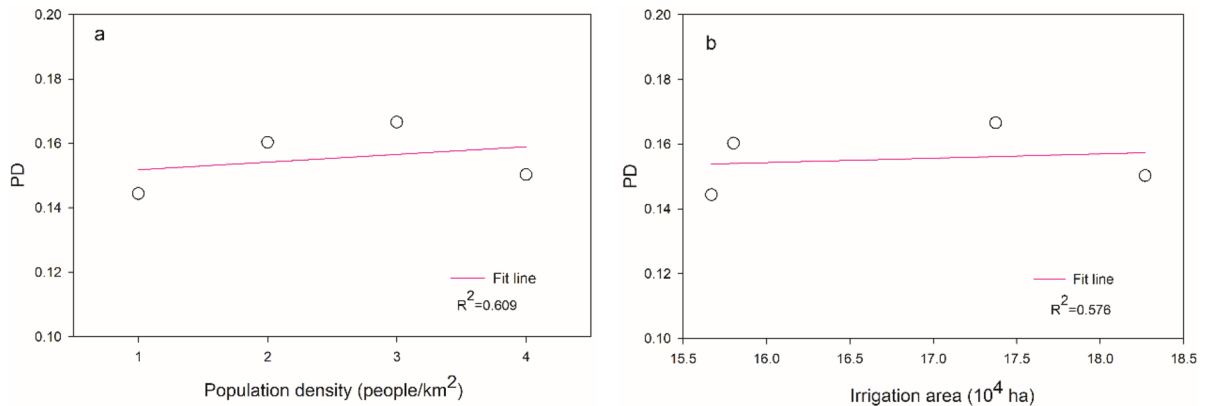 a
0.20
0.18
0.16
0.14
0.12
0.10
PD
Fit line
R²=0.609
1 2 3 4
Population density (people/km²)
b
0.20
0.18
0.16
0.14
0.12
0.10
PD
Fit line
R²=0.576
15.5 16.0 16.5 17.0 17.5 18.0 18.5
Irrigation area (10⁴ ha)